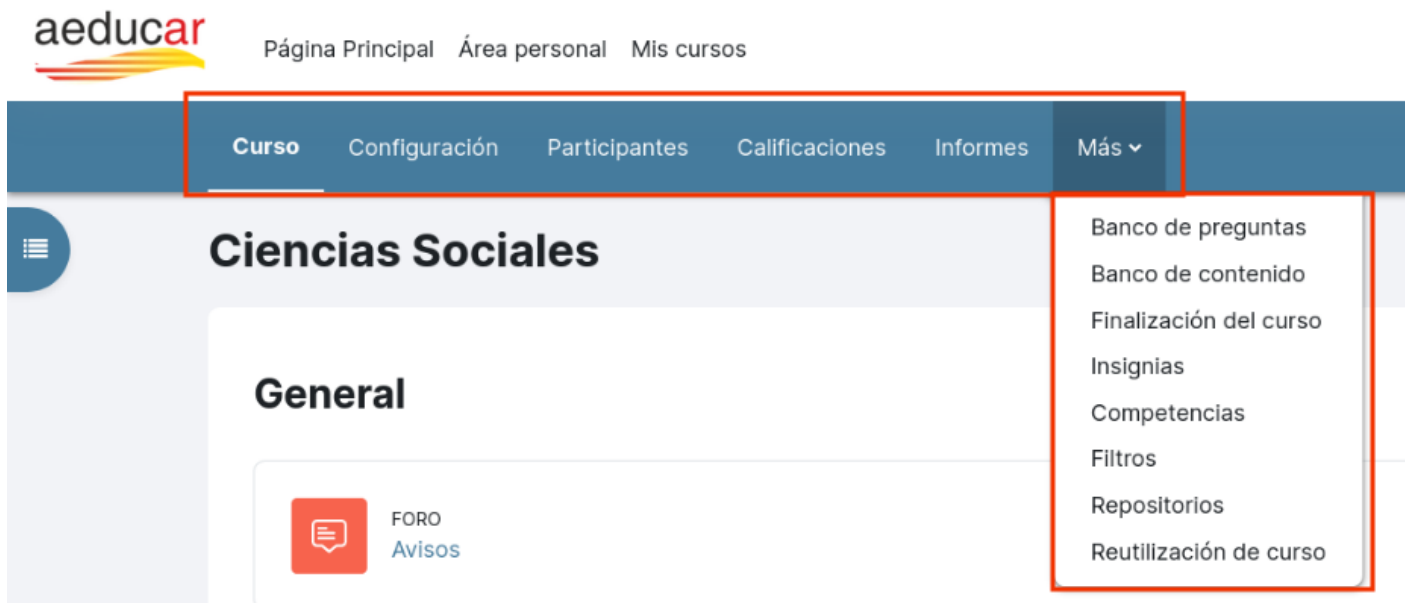 aeducar
Página Principal Área personal Mis cursos
Curso Configuración Participantes Calificaciones Informes Más
Ciencias Sociales
General
FORO
Avisos
Banco de preguntas
Banco de contenido
Finalización del curso
Insignias
Competencias
Filtros
Repositorios
Reutilización de curso